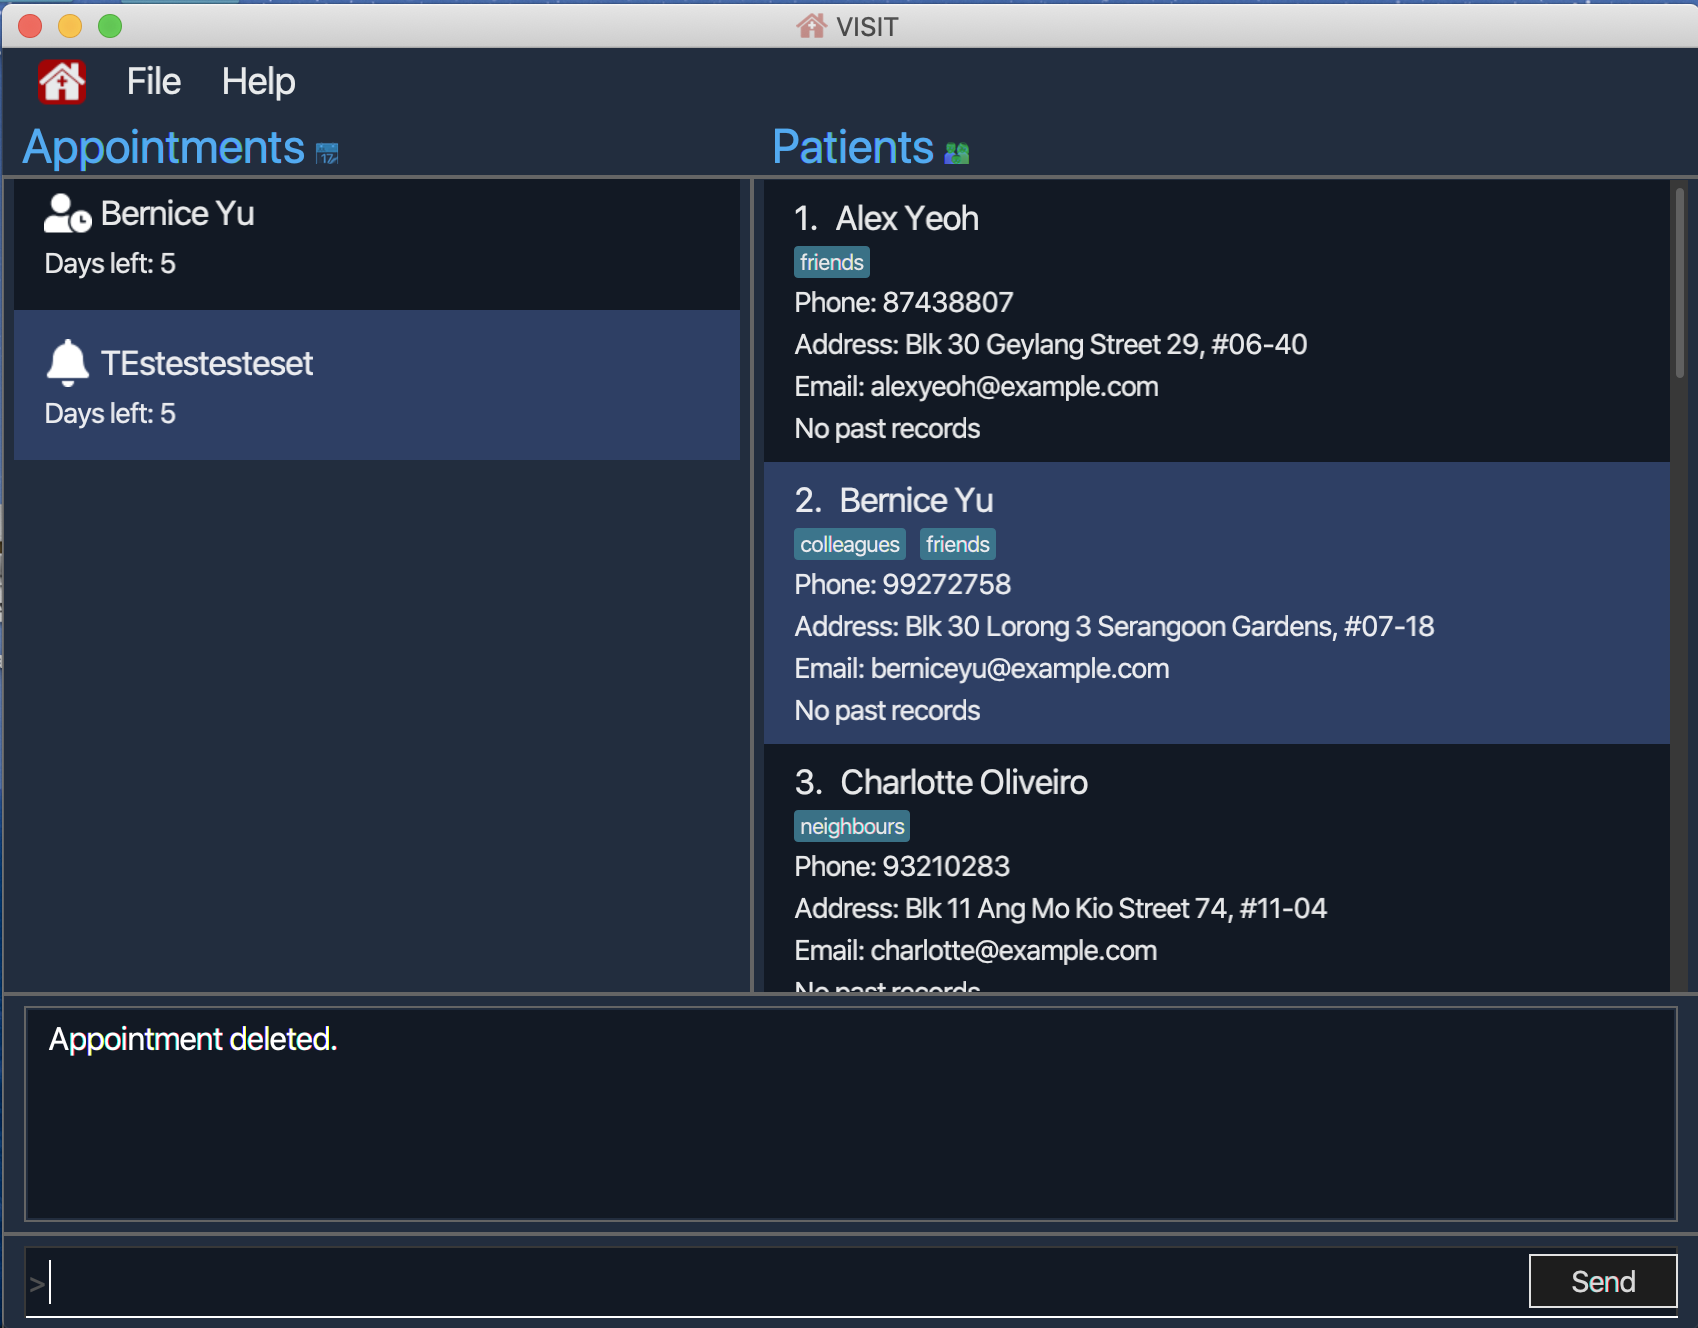 VISIT
File Help
Appointments
Patients
Bernice Yu
Days left: 5
TEstestesteset
Days left: 5
1. Alex Yeoh
friends
Phone: 87438807
Address: Blk 30 Geylang Street 29, #06-40
Email: alexyeoh@example.com
No past records
2. Bernice Yu
colleagues friends
Phone: 99272758
Address: Blk 30 Lorong 3 Serangoon Gardens, #07-18
Email: berniceyu@example.com
No past records
3. Charlotte Oliveiro
neighbours
Phone: 93210283
Address: Blk 11 Ang Mo Kio Street 74, #11-04
Email: charlotte@example.com
No past records
Appointment deleted.
>
Send